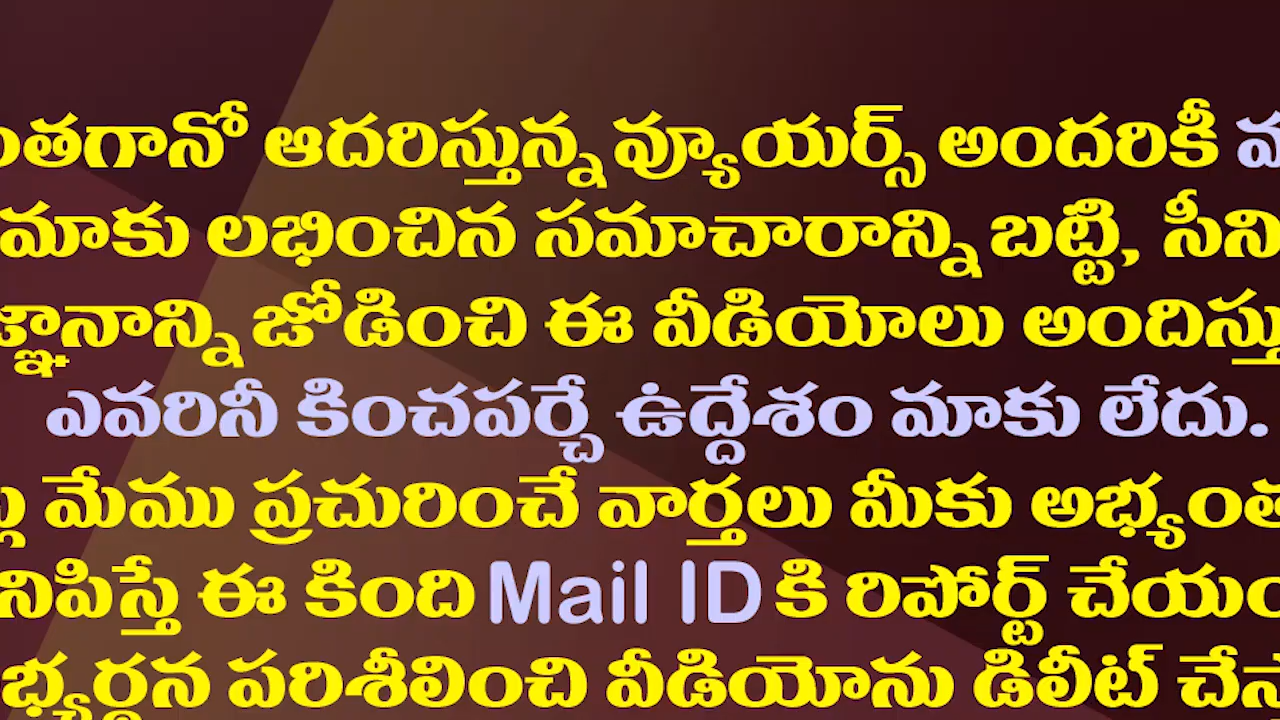 ంతగానో ఆదరిస్తున్న వ్యూయర్స్ అందరికీ
మాకు లభించిన సమాచారాన్ని బట్టి, సీని
జ్ఞానాన్ని జోడించి ఈ వీడియోలు అందిస్తు
ఎవరినీ కించపర్చే ఉద్దేశం మాకు లేదు.
మేము ప్రచురించే వార్తలు మీకు అభ్యంత
నిపిస్తే ఈ కింది Mail ID కి రిపోర్ట్ చేయం
భ్యర్థన పరిశీలించి వీడియోను డిలీట్ చేస